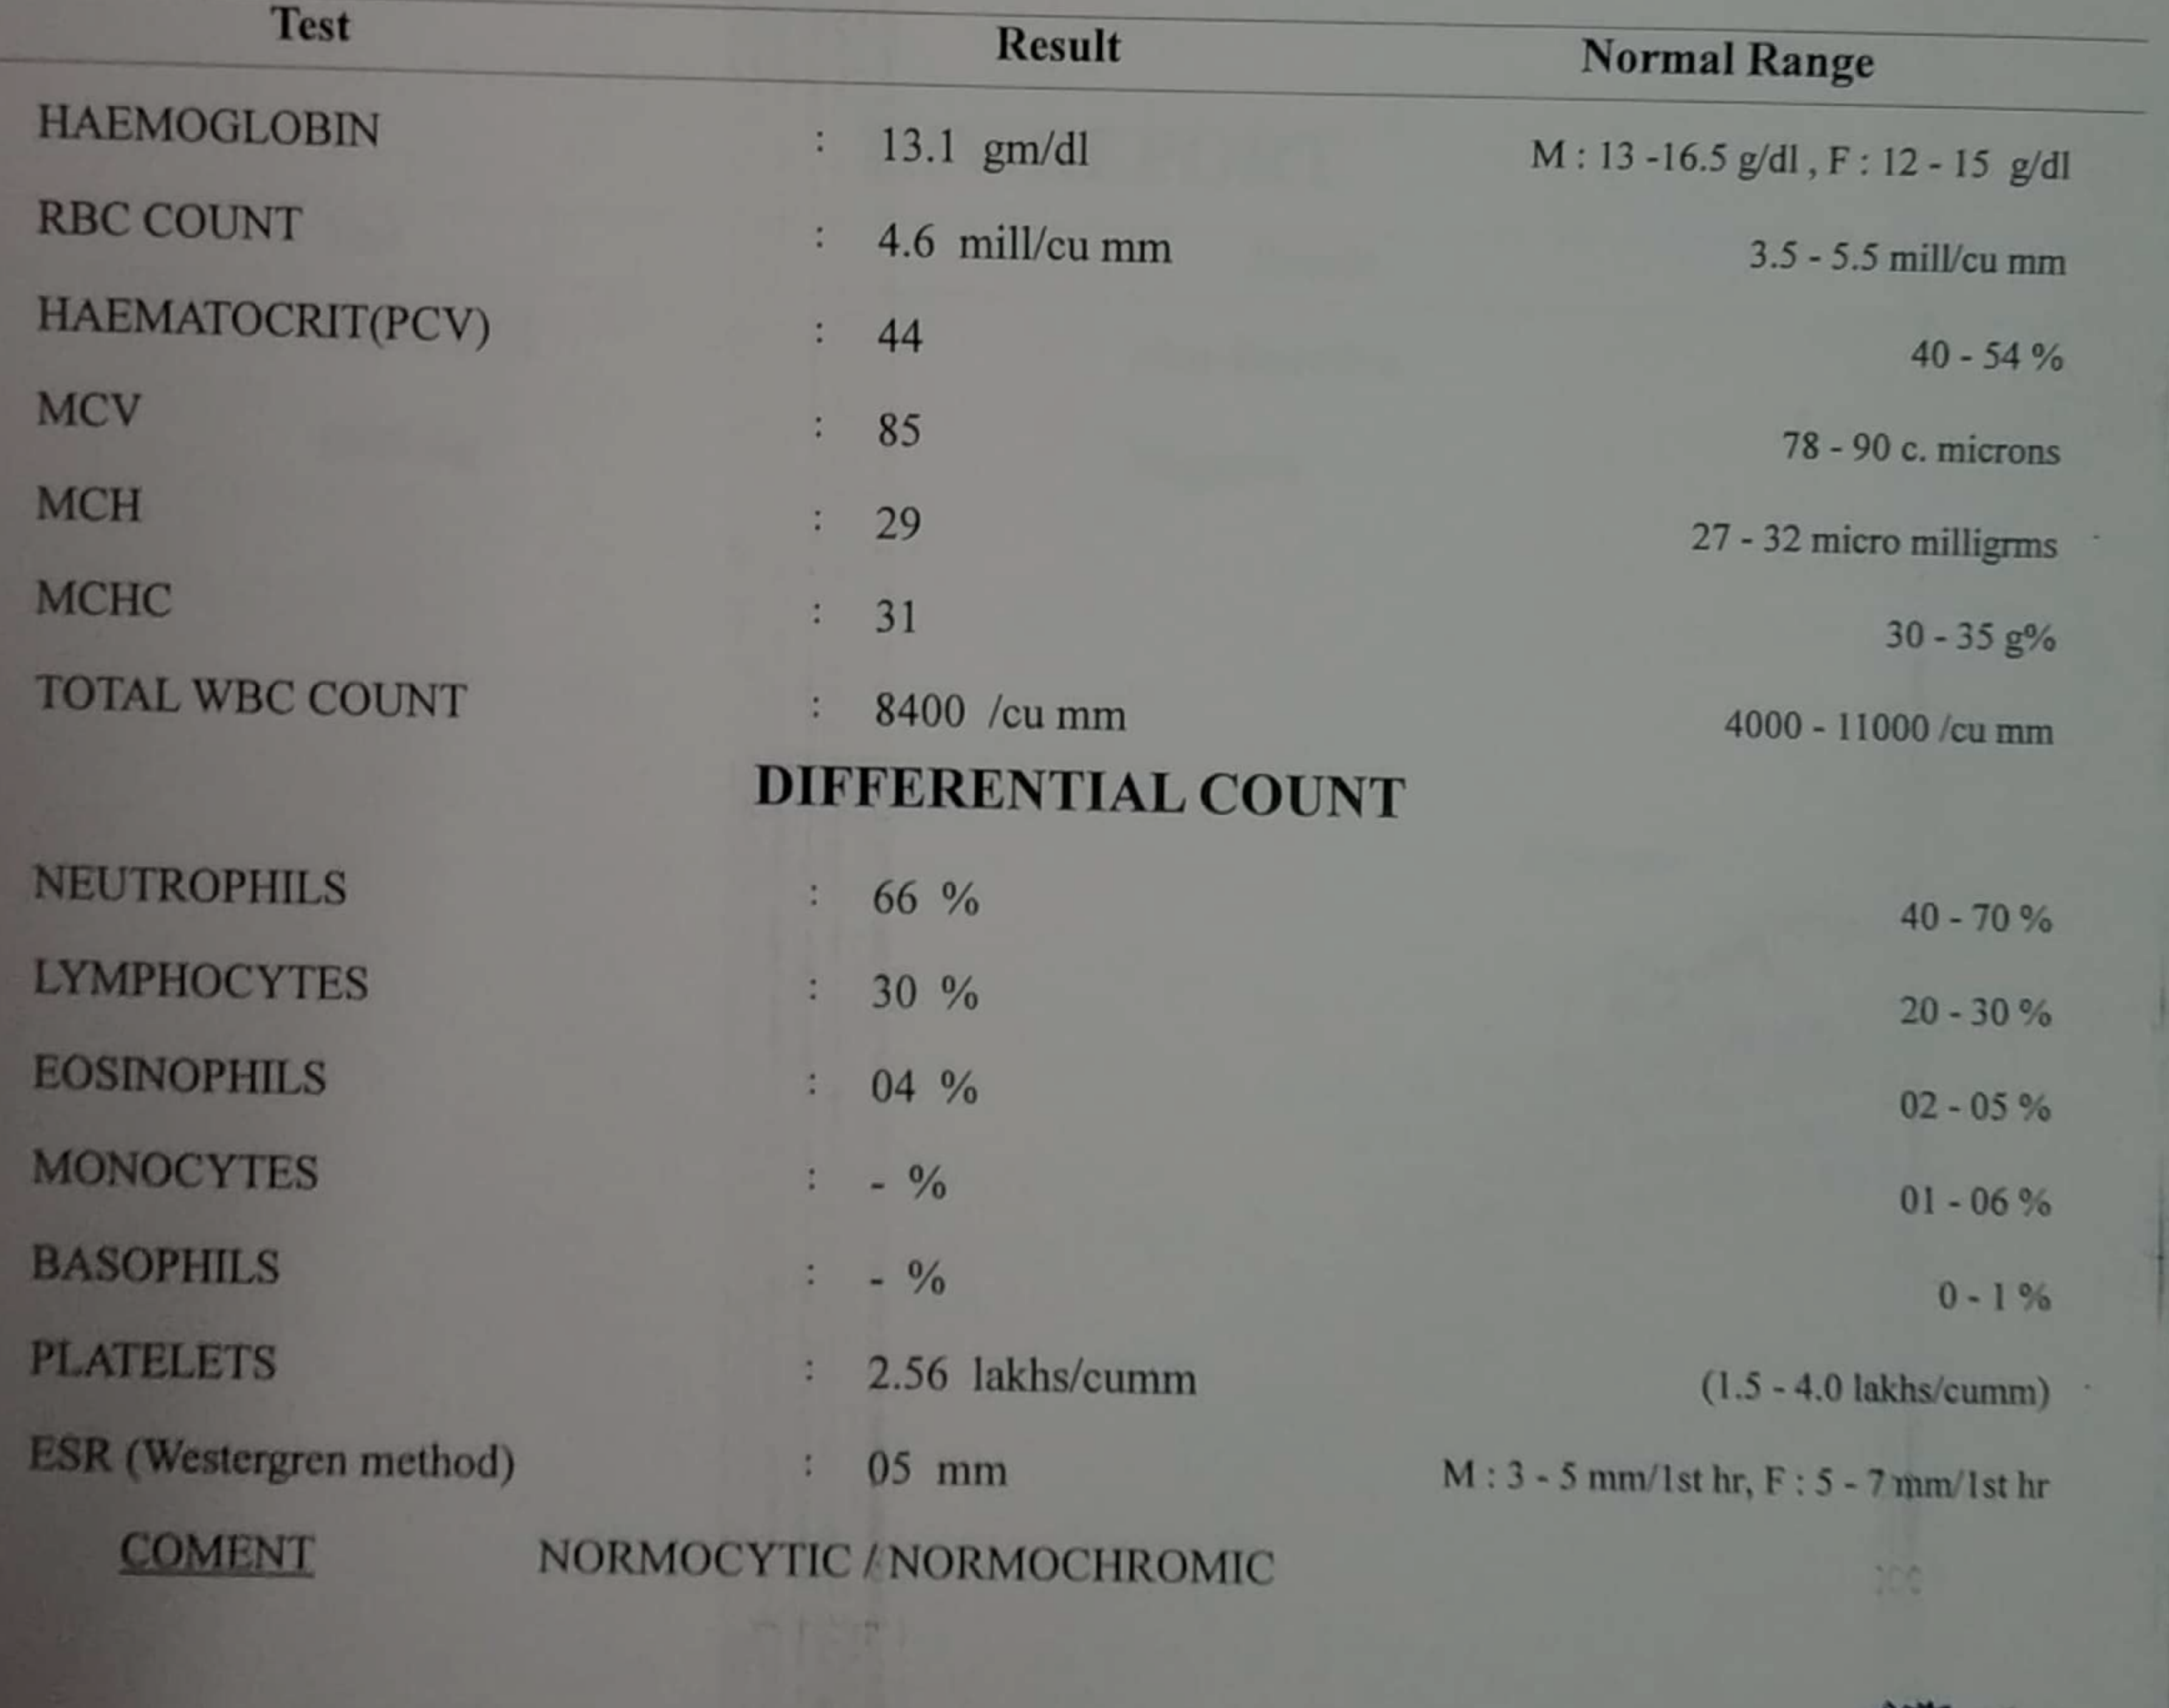 Test Result Normal Range
HAEMOGLOBIN : 13.1 gm/dl M : 13 -16.5 g/dl , F : 12 - 15 g/dl
RBC COUNT : 4.6 mill/cu mm 3.5 - 5.5 mill/cu mm
HAEMATOCRIT(PCV) : 44 40 - 54 %
MCV : 85 78 - 90 c. microns
MCH : 29 27 - 32 micro milligrms
MCHC : 31 30 - 35 g%
TOTAL WBC COUNT : 8400 /cu mm 4000 - 11000 /cu mm
DIFFERENTIAL COUNT
NEUTROPHILS : 66 % 40 - 70 %
LYMPHOCYTES : 30 % 20 - 30 %
EOSINOPHILS : 04 % 02 - 05 %
MONOCYTES : - % 01 - 06 %
BASOPHILS : - % 0 - 1 %
PLATELETS : 2.56 lakhs/cumm (1.5 - 4.0 lakhs/cumm)
ESR (Westergren method) : 05 mm M : 3 - 5 mm/1st hr, F : 5 - 7 mm/1st hr
COMENT NORMOCYTIC / NORMOCHROMIC